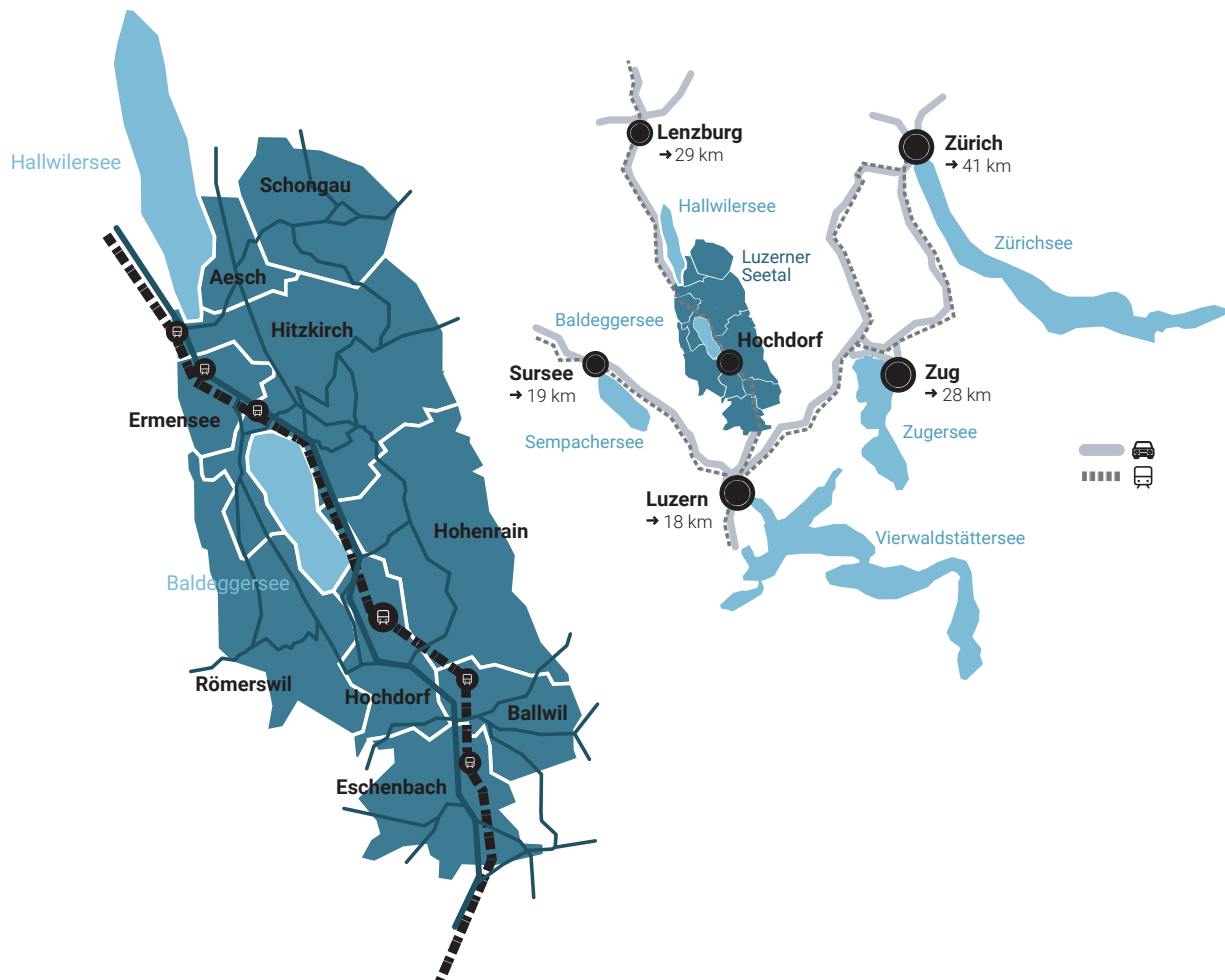 Hallwilersee
Schongau
Aesch
Hitzkirch
Ermensee
Hohenrain
Baldeggersee
Römerswil
Hochdorf
Ballwil
Eschenbach
Lenzburg
➔ 29 km
Zürich
➔ 41 km
Hallwilersee
Zürichsee
Luzerner
Seetal
Baldeggersee
Hochdorf
Sursee
➔ 19 km
Zug
➔ 28 km
Sempachersee
Zugersee
Luzern
➔ 18 km
Vierwaldstättersee